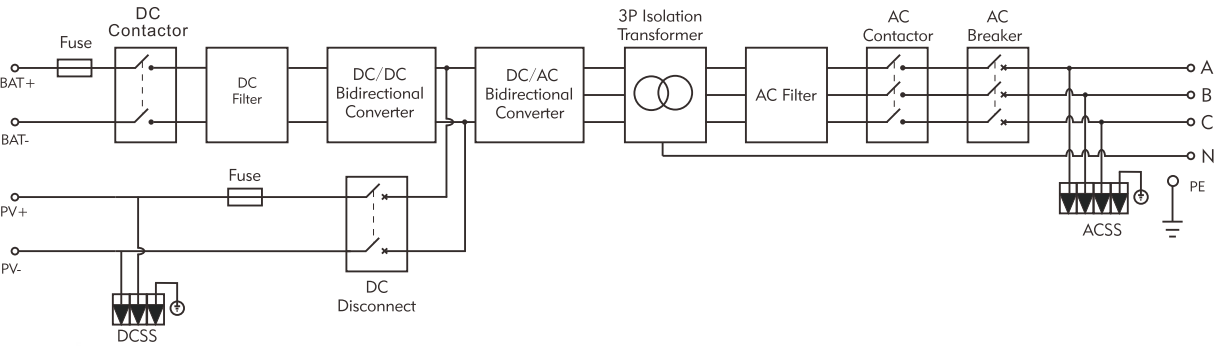 DC
Contactor
Fuse
BAT+
BAT-
DC
Filter
DC/DC
Bidirectional
Converter
DC/AC
Bidirectional
Converter
3P Isolation
Transformer
AC Filter
AC
Contactor
AC
Breaker
A
B
C
N
PE
ACSS
Fuse
PV+
PV-
DC
Disconnect
DCSS